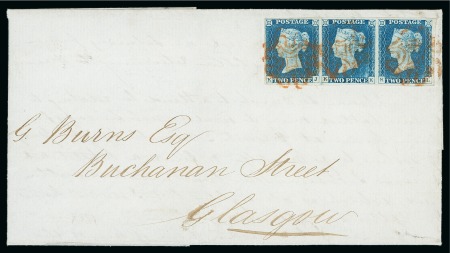 POSTAGE POSTAGE POSTAGE
TWO PENCE TWO PENCE TWO PENCE
G. Burns Esq
Buchanan Street
Glasgow